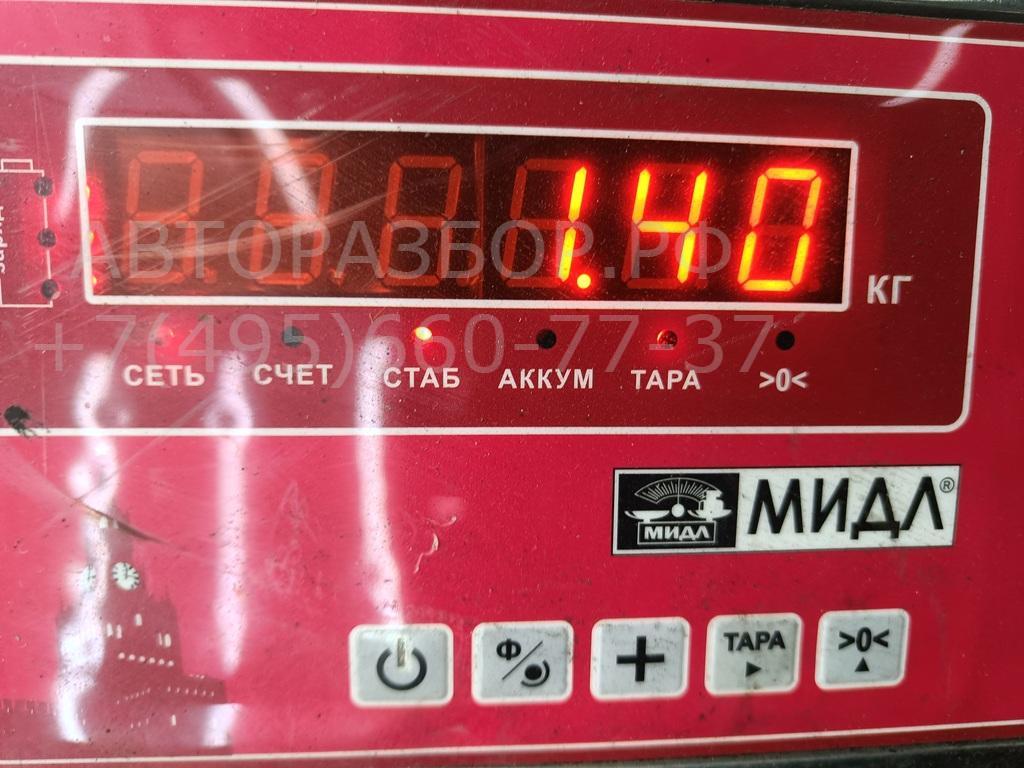 1.40
КГ
заряд
АВТОРАЗБОР.РФ
+7(495)660-77-37
СЕТЬ СЧЕТ СТАБ АККУМ ТАРА >0<
МИДЛ МИДЛ®
Ф ТАРА >0<